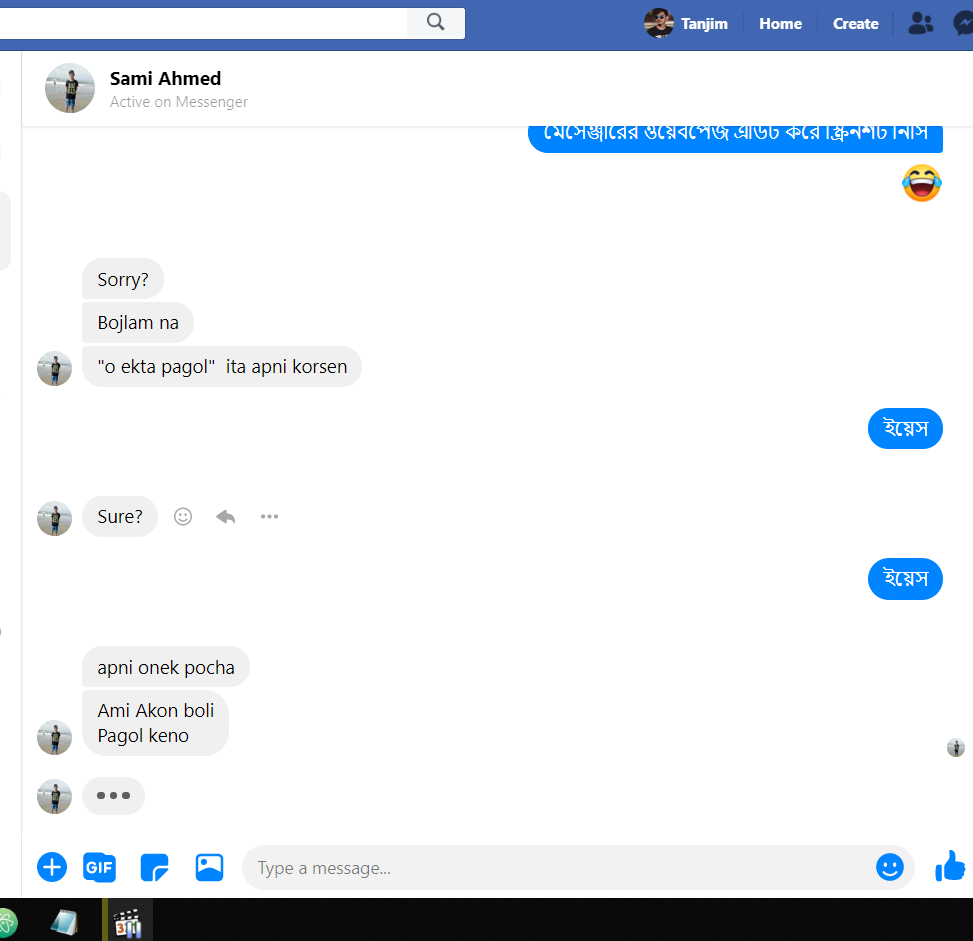 Tanjim
Home
Create
Sami Ahmed
Active on Messenger
মেসেঞ্জারের ওয়েবপেজ এডিট করে স্ক্রিনশট নিসি
Sorry?
Bojlam na
"o ekta pagol" ita apni korsen
ইয়েস
Sure?
ইয়েস
apni onek pocha
Ami Akon boli
Pagol keno
GIF
Type a message...